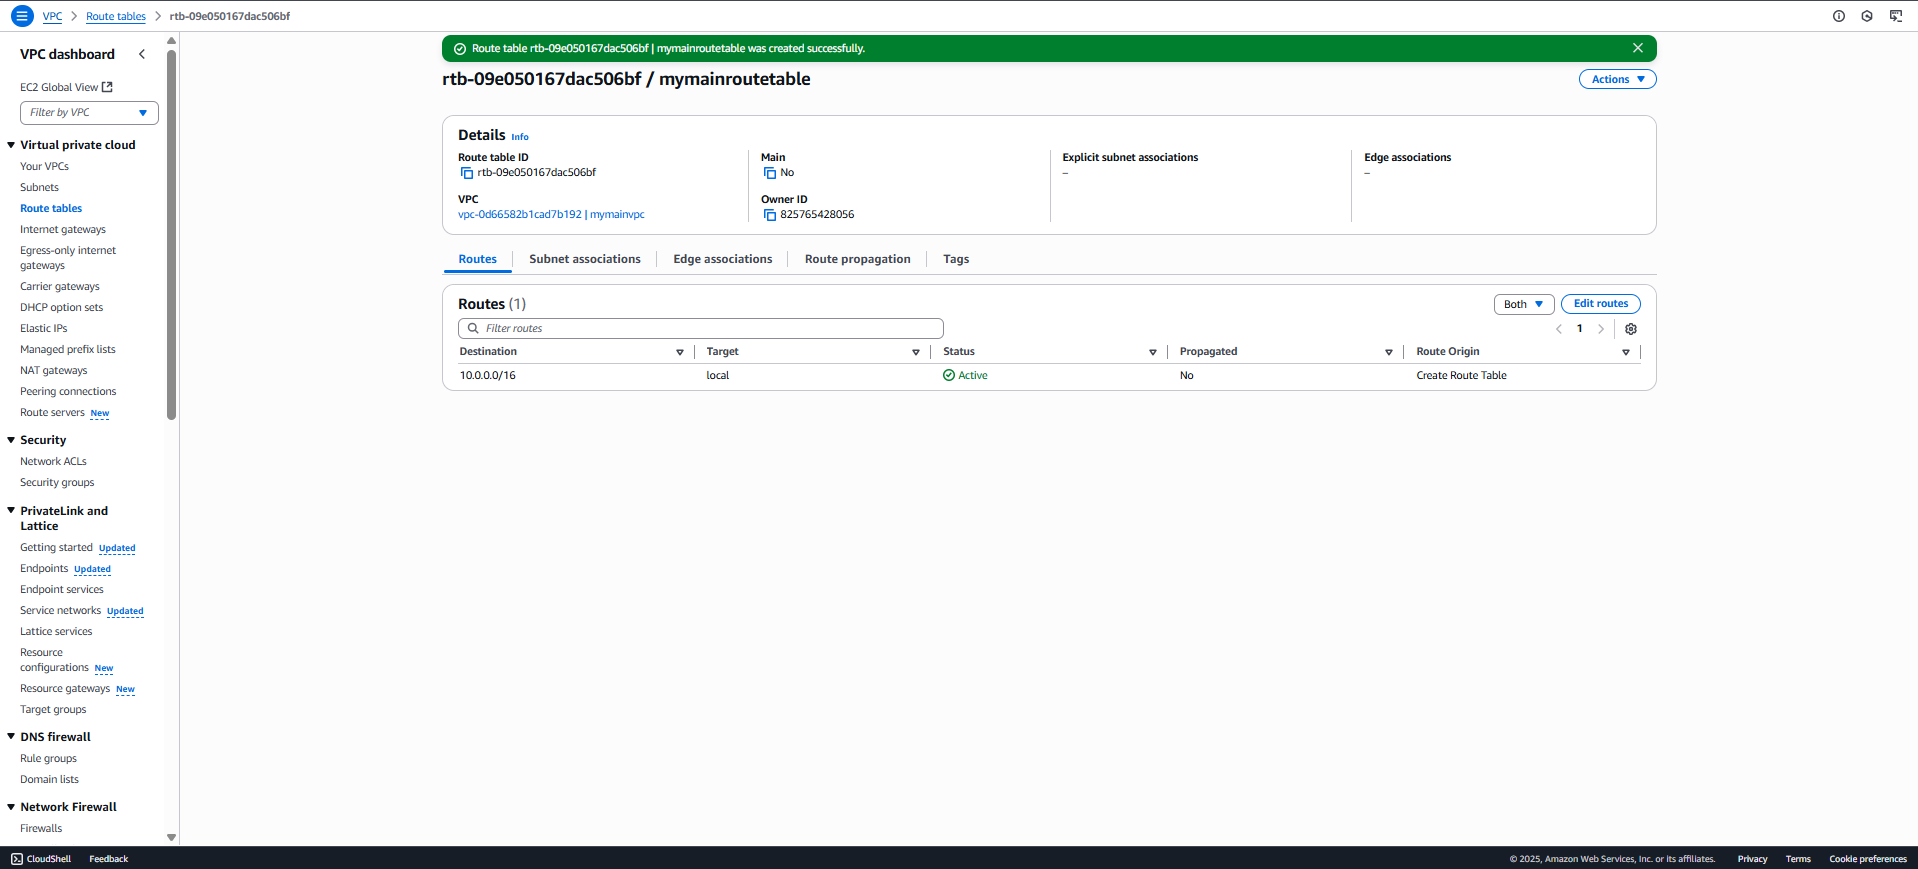 VPC > Route tables > rtb-09e050167dac506bf
VPC dashboard
EC2 Global View
Filter by VPC
Virtual private cloud
Your VPCs
Subnets
Route tables
Internet gateways
Egress-only internet
gateways
Carrier gateways
DHCP option sets
Elastic IPs
Managed prefix lists
NAT gateways
Peering connections
Route servers New
Security
Network ACLs
Security groups
PrivateLink and
Lattice
Getting started Updated
Endpoints Updated
Endpoint services
Service networks Updated
Lattice services
Resource
configurations New
Resource gateways New
Target groups
DNS firewall
Rule groups
Domain lists
Network Firewall
Firewalls
Route table rtb-09e050167dac506bf | mymainroutetable was created successfully.
rtb-09e050167dac506bf / mymainroutetable
Actions
Details Info
Route table ID
rtb-09e050167dac506bf
Main
No
Explicit subnet associations
–
Edge associations
–
VPC
vpc-0d66582b1cad7b192 | mymainvpc
Owner ID
825765428056
Routes Subnet associations Edge associations Route propagation Tags
Routes (1)
Both Edit routes
Filter routes
1
Destination Target Status Propagated Route Origin
10.0.0.0/16 local Active No Create Route Table
CloudShell Feedback © 2025, Amazon Web Services, Inc. or its affiliates. Privacy Terms Cookie preferences